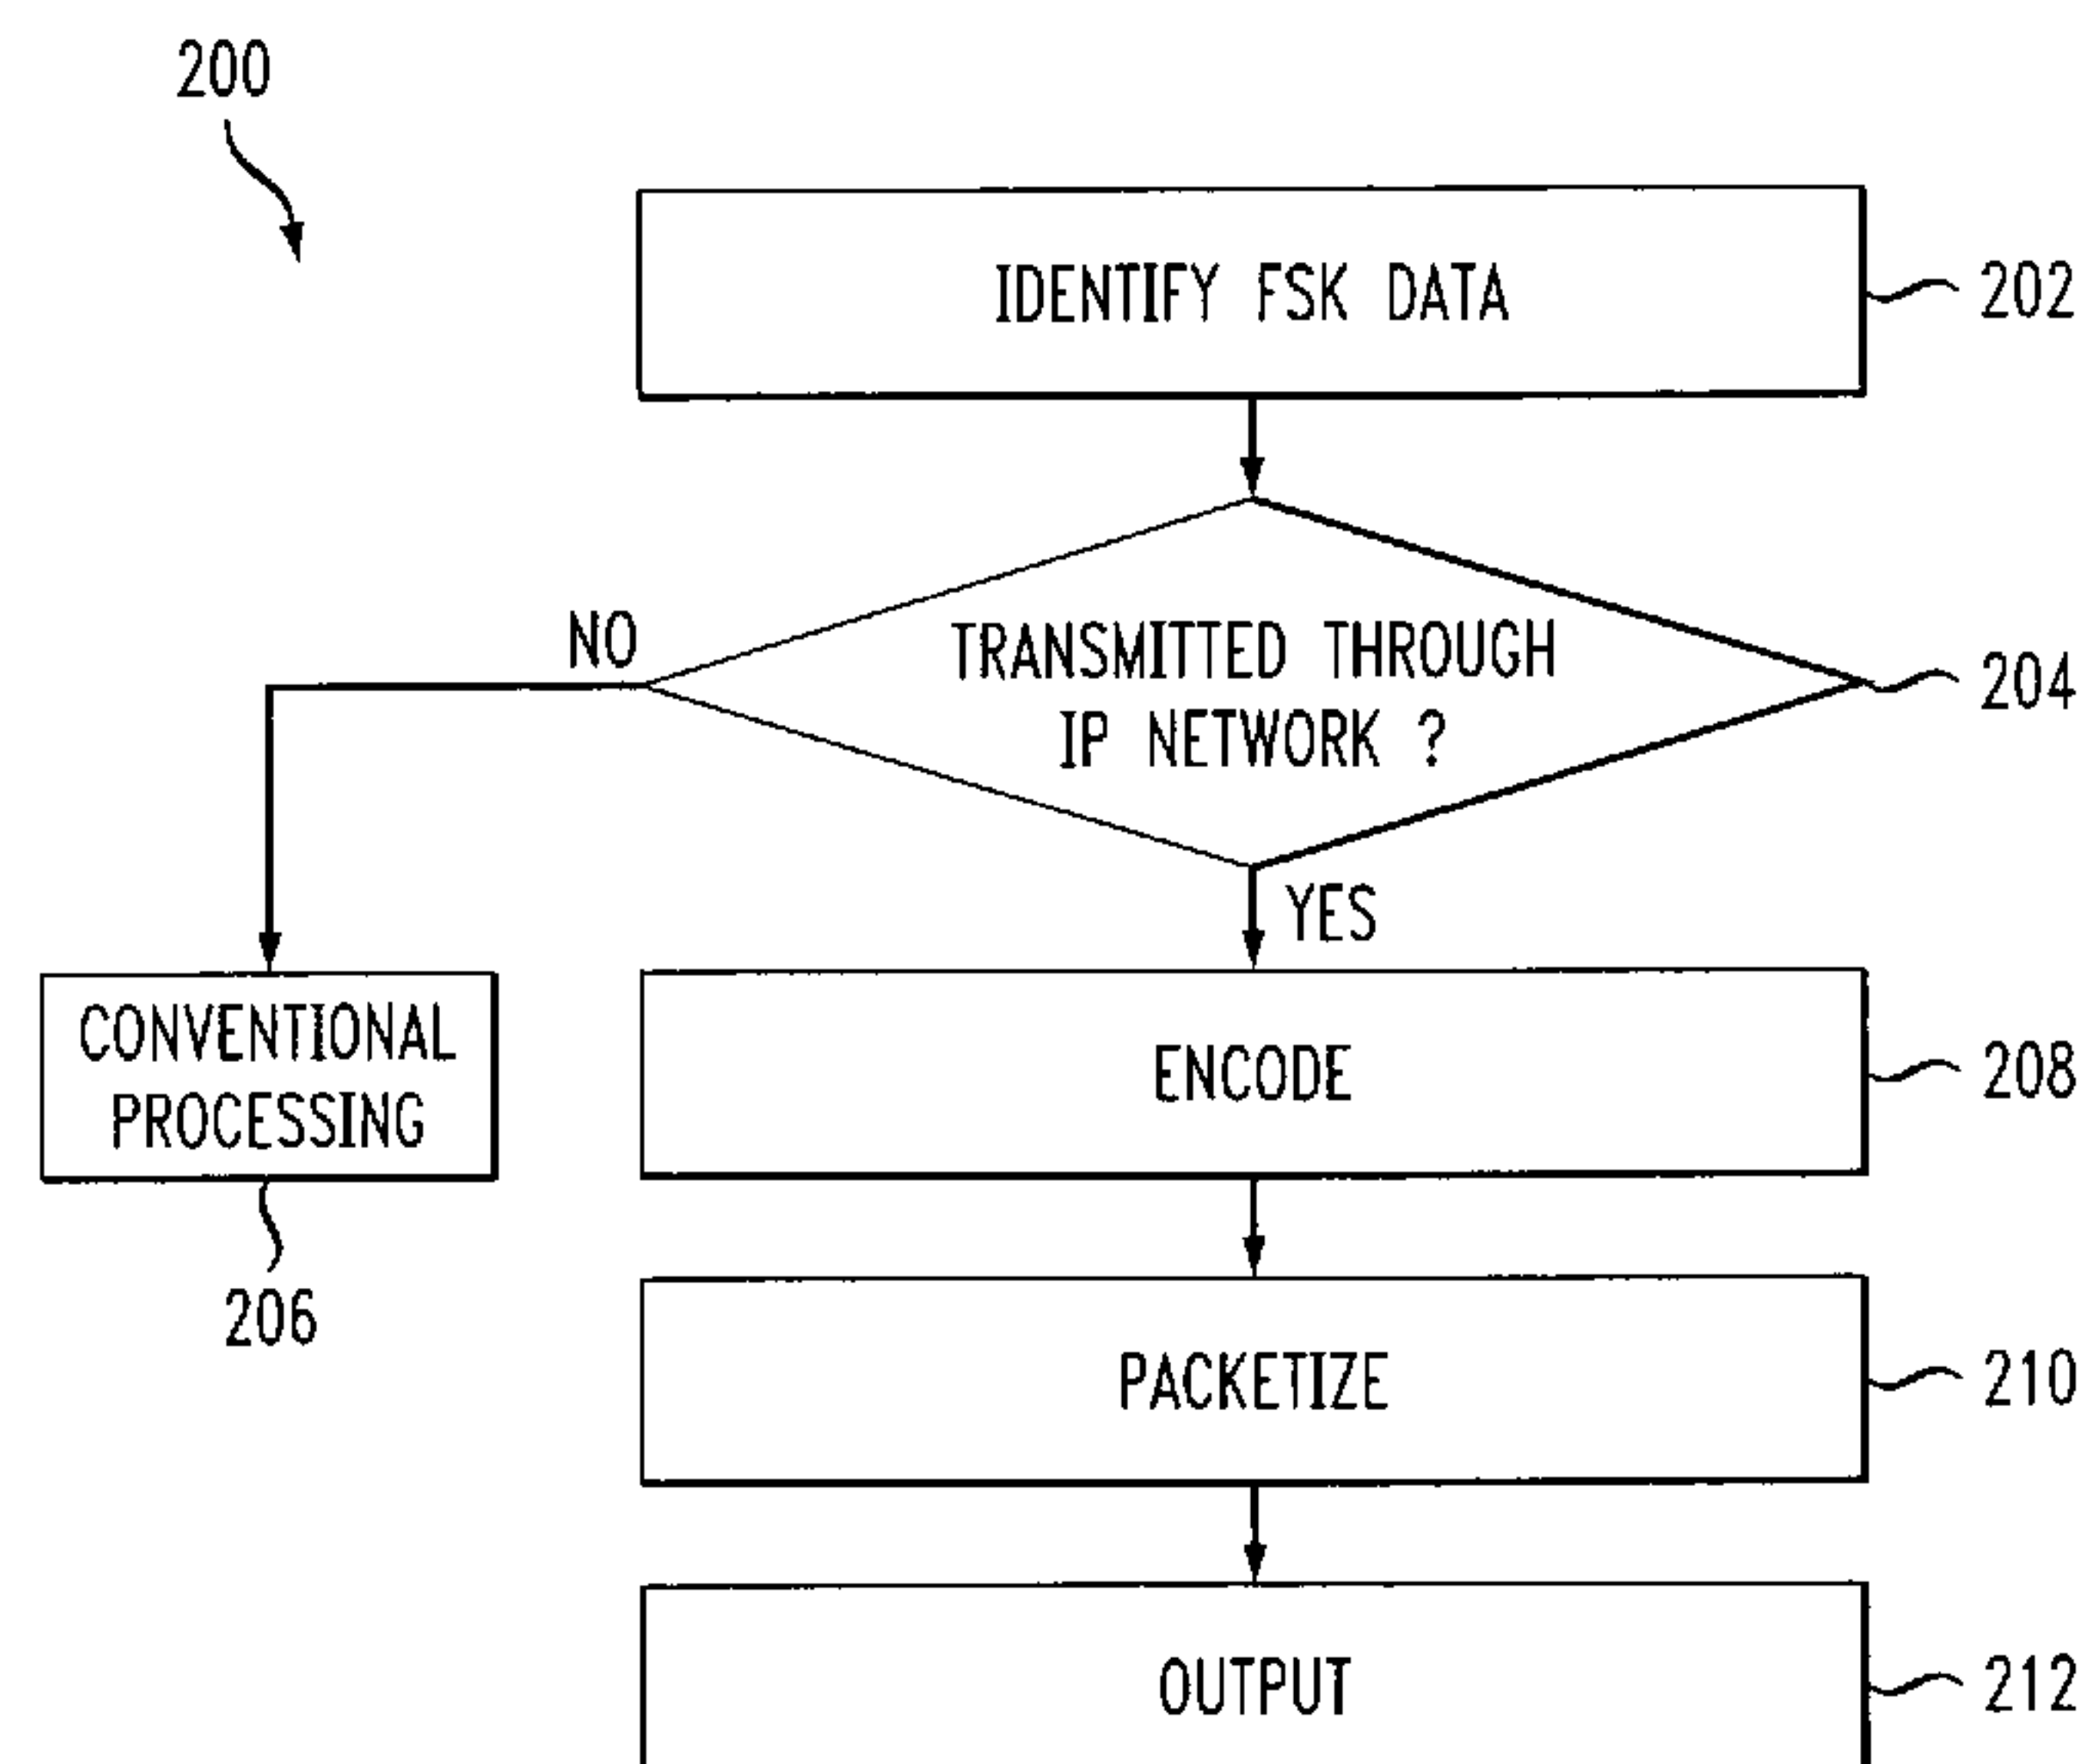 200
IDENTIFY FSK DATA
202
NO
TRANSMITTED THROUGH
IP NETWORK ?
204
YES
CONVENTIONAL
PROCESSING
206
ENCODE
208
PACKETIZE
210
OUTPUT
212